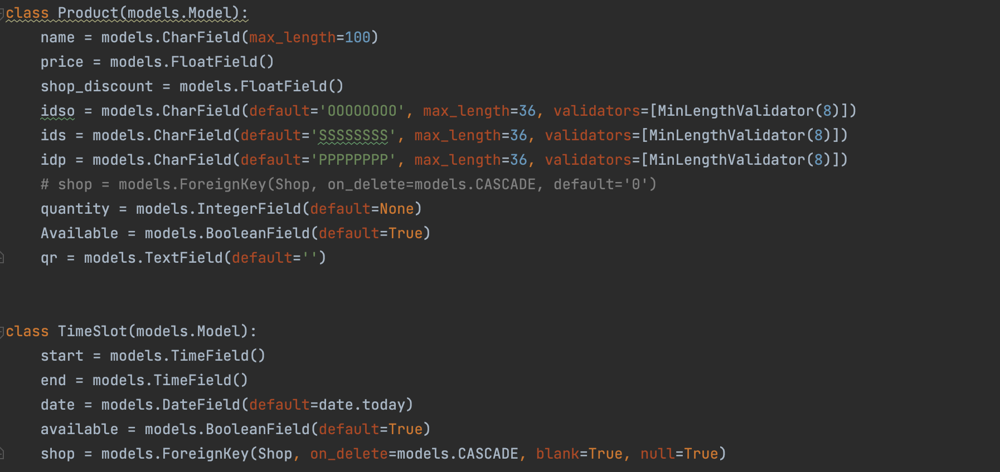 class Product(models.Model):
    name = models.CharField(max_length=100)
    price = models.FloatField()
    shop_discount = models.FloatField()
    idso = models.CharField(default='OOOOOOOO', max_length=36, validators=[MinLengthValidator(8)])
    ids = models.CharField(default='SSSSSSSS', max_length=36, validators=[MinLengthValidator(8)])
    idp = models.CharField(default='PPPPPPPP', max_length=36, validators=[MinLengthValidator(8)])
    # shop = models.ForeignKey(Shop, on_delete=models.CASCADE, default='0')
    quantity = models.IntegerField(default=None)
    Available = models.BooleanField(default=True)
    qr = models.TextField(default='')
class TimeSlot(models.Model):
    start = models.TimeField()
    end = models.TimeField()
    date = models.DateField(default=date.today)
    available = models.BooleanField(default=True)
    shop = models.ForeignKey(Shop, on_delete=models.CASCADE, blank=True, null=True)